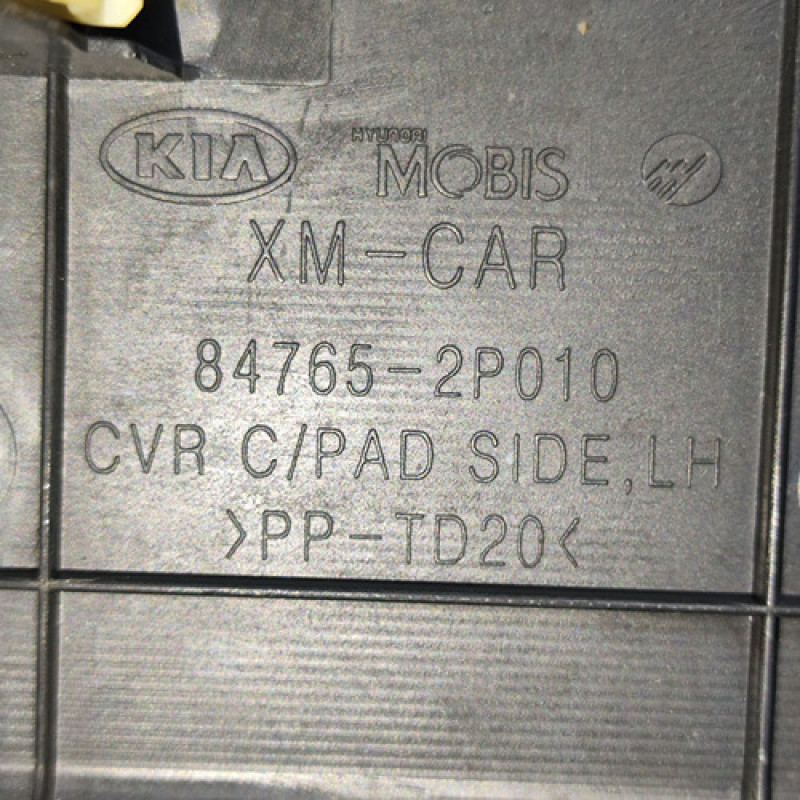 KIA HYUNDAI MOBIS
XM-CAR
84765-2P010
CVR C/PAD SIDE,LH
>PP-TD20<